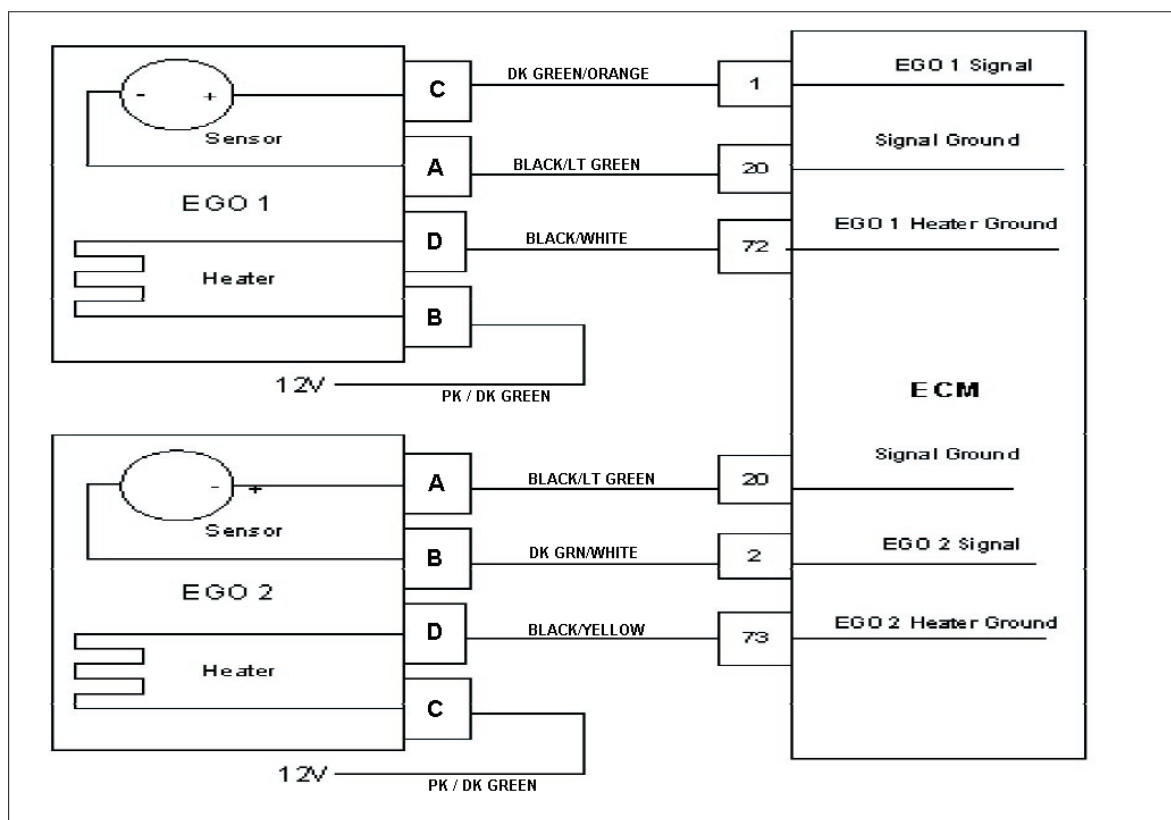 C
DK GREEN/ORANGE
1
EGO 1 Signal
- +
Sensor
A
BLACK/LT GREEN
20
Signal Ground
EGO 1
D
BLACK/WHITE
72
EGO 1 Heater Ground
Heater
B
12V
PK / DK GREEN
ECM
A
BLACK/LT GREEN
20
Signal Ground
- +
Sensor
B
DK GRN/WHITE
2
EGO 2 Signal
EGO 2
D
BLACK/YELLOW
73
EGO 2 Heater Ground
Heater
C
12V
PK / DK GREEN